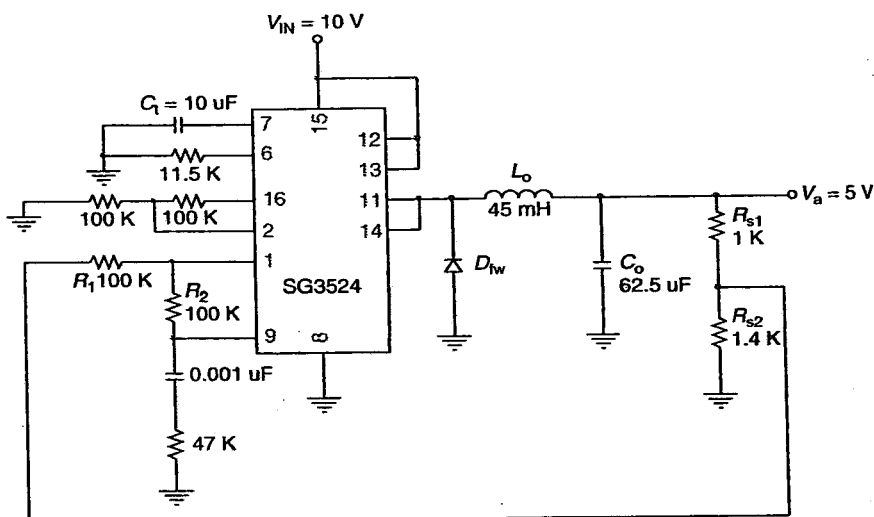 V_IN = 10 V
C_t = 10 uF
7
15
12
6
13
11.5 K
L_o
16
11
V_a = 5 V
100 K
100 K
45 mH
R_s1
1 K
2
14
1
D_fw
C_o
62.5 uF
R_1 100 K
SG3524
R_2
100 K
R_s2
1.4 K
9
8
0.001 uF
47 K